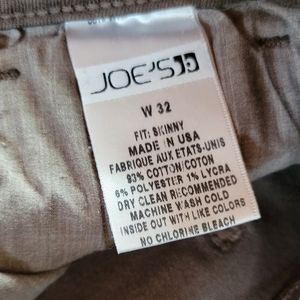 JOE'S
W 32
FIT: SKINNY
MADE IN USA
FABRIQUE AUX ETATS-UNIS
93% COTTON/COTON
6% POLYESTER 1% LYCRA
DRY CLEAN RECOMMENDED
MACHINE WASH COLD
INSIDE OUT WITH LIKE COLORS
NO CHLORINE BLEACH